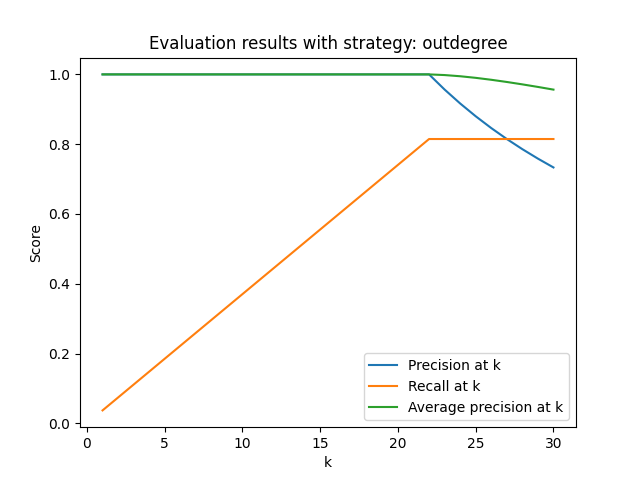 Evaluation results with strategy: outdegree
1.0
0.8
0.6
0.4
0.2
0.0
Score
0
5
10
15
20
25
30
k
Precision at k
Recall at k
Average precision at k